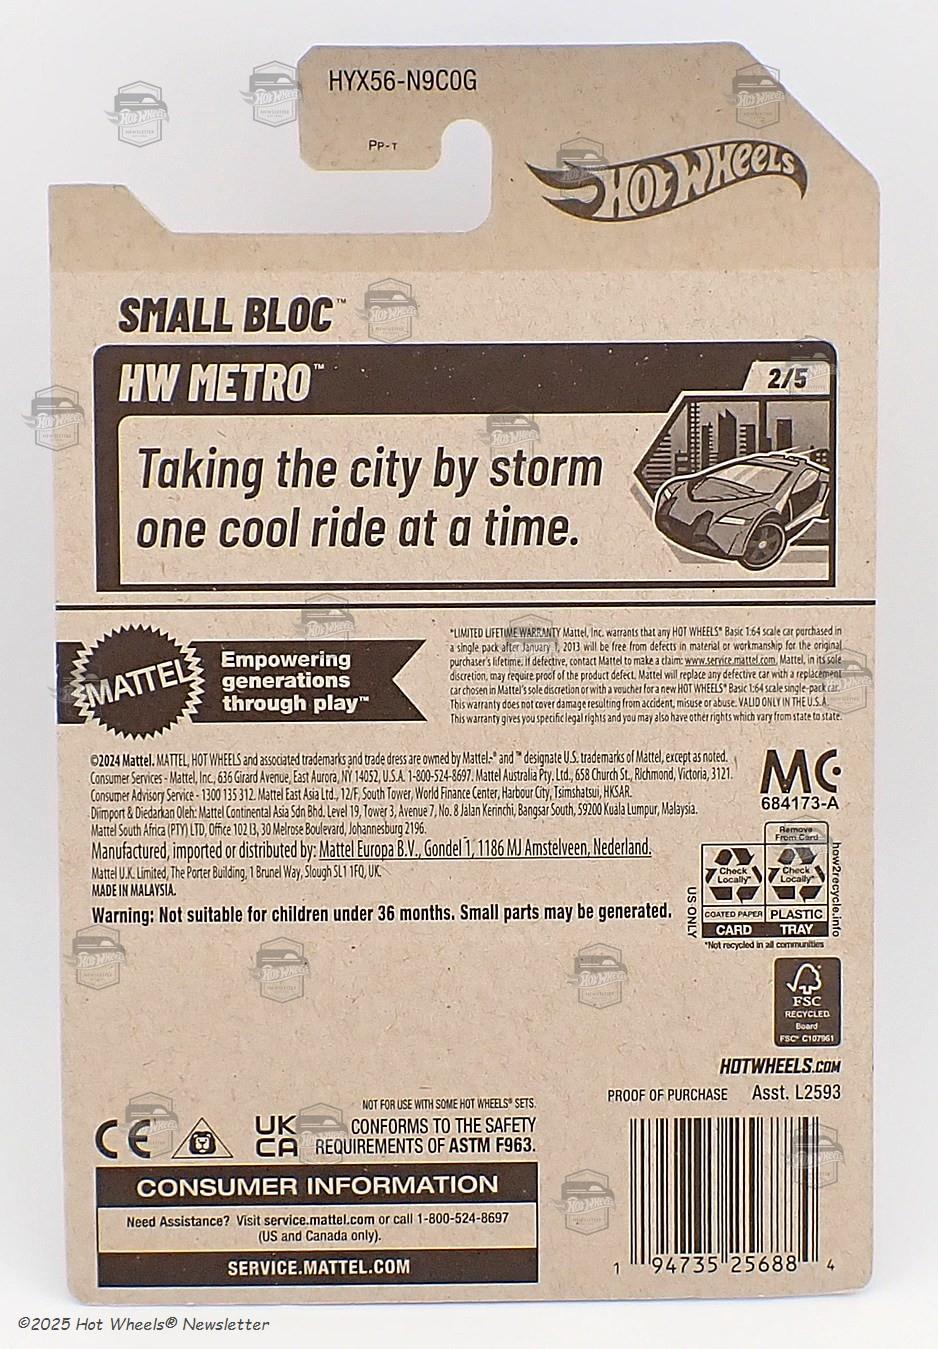 HYX56-N9C0G
PP-T
HOT WHEELS
SMALL BLOC™
HW METRO™
2/5
Taking the city by storm
one cool ride at a time.
MATTEL
Empowering
generations
through play™
*LIMITED LIFETIME WARRANTY Mattel, Inc. warrants that any HOT WHEELS® Basic 1:64 scale car purchased in
a single pack after January 1, 2013 will be free from defects in material or workmanship for the original
purchaser's lifetime. If defective, contact Mattel to make a claim: www.service.mattel.com. Mattel, in its sole
discretion, may require proof of the product defect. Mattel will replace any defective car with a replacement
car chosen in Mattel's sole discretion or with a voucher for a new HOT WHEELS® Basic 1:64 scale single-pack car.
This warranty does not cover damage resulting from accident, misuse or abuse. VALID ONLY IN THE U.S.A.
This warranty gives you specific legal rights and you may also have other rights which vary from state to state.
©2024 Mattel. MATTEL, HOT WHEELS and associated trademarks and trade dress are owned by Mattel.® and ™ designate U.S. trademarks of Mattel, except as noted.
Consumer Services - Mattel, Inc., 636 Girard Avenue, East Aurora, NY 14052, U.S.A. 1-800-524-8697. Mattel Australia Pty. Ltd., 658 Church St., Richmond, Victoria, 3121.
Consumer Advisory Service - 1300 135 312. Mattel East Asia Ltd., 12/F, South Tower, World Finance Center, Harbour City, Tsimshatsui, HKSAR.
Diimport & Diedarkan Oleh: Mattel Continental Asia Sdn Bhd. Level 19, Tower 3, Avenue 7, No. 8 Jalan Kerinchi, Bangsar South, 59200 Kuala Lumpur, Malaysia.
Mattel South Africa (PTY) LTD, Office 102 I3, 30 Melrose Boulevard, Johannesburg 2196.
Manufactured, imported or distributed by: Mattel Europa B.V., Gondel 1, 1186 MJ Amstelveen, Nederland.
Mattel U.K. Limited, The Porter Building, 1 Brunel Way, Slough SL1 1FQ, UK.
MADE IN MALAYSIA.
Warning: Not suitable for children under 36 months. Small parts may be generated.
MC
684173-A
Remove
From Card
Check
Locally*
Check
Locally*
COATED PAPER
PLASTIC
CARD
TRAY
US ONLY
how2recycle.info
*Not recycled in all communities
FSC
RECYCLED
Board
FSC® C107961
HOTWHEELS.COM
PROOF OF PURCHASE Asst. L2593
NOT FOR USE WITH SOME HOT WHEELS® SETS.
CE
UK
CA
CONFORMS TO THE SAFETY
REQUIREMENTS OF ASTM F963.
CONSUMER INFORMATION
Need Assistance? Visit service.mattel.com or call 1-800-524-8697
(US and Canada only).
SERVICE.MATTEL.COM
1 94735 25688 4
©2025 Hot Wheels® Newsletter